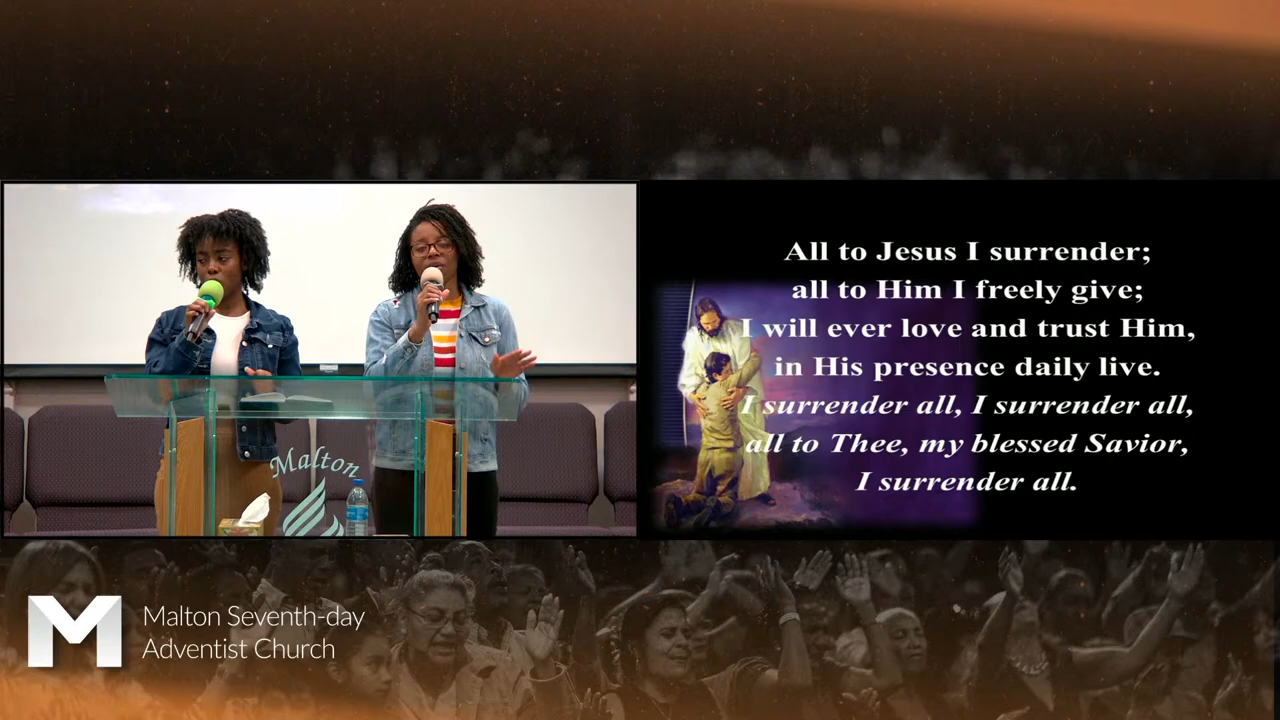 All to Jesus I surrender;
all to Him I freely give;
I will ever love and trust Him,
in His presence daily live.
I surrender all, I surrender all,
all to Thee, my blessed Savior,
I surrender all.
Malton
M
Malton Seventh-day
Adventist Church